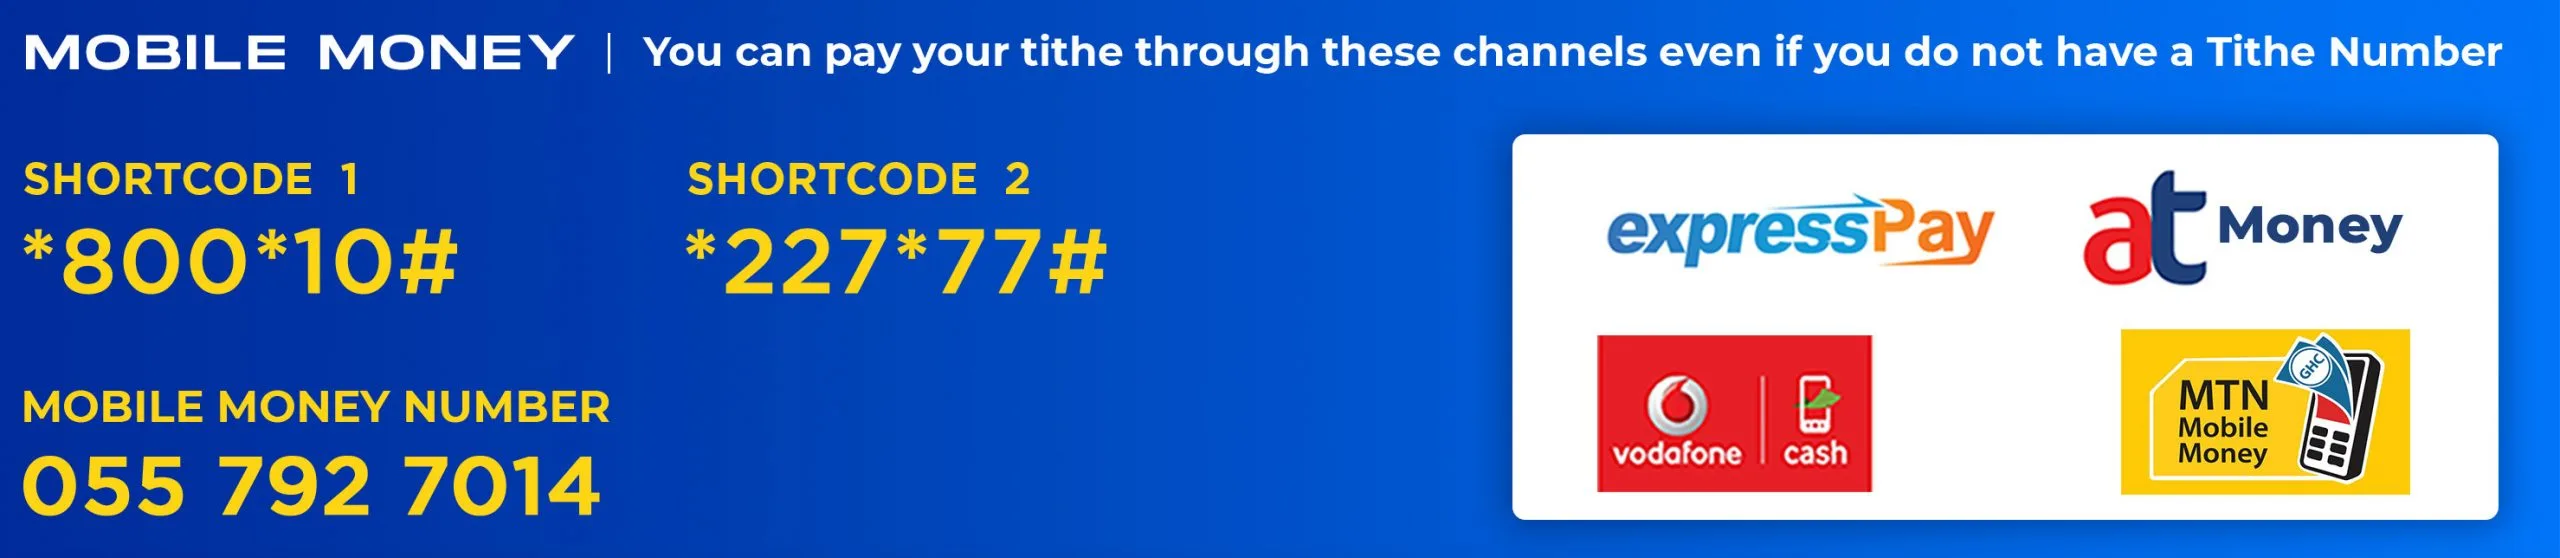 MOBILE MONEY | You can pay your tithe through these channels even if you do not have a Tithe Number
SHORTCODE 1
*800*10#
SHORTCODE 2
*227*77#
MOBILE MONEY NUMBER
055 792 7014
expressPay
at Money
vodafone | cash
MTN
Mobile
Money
GHC